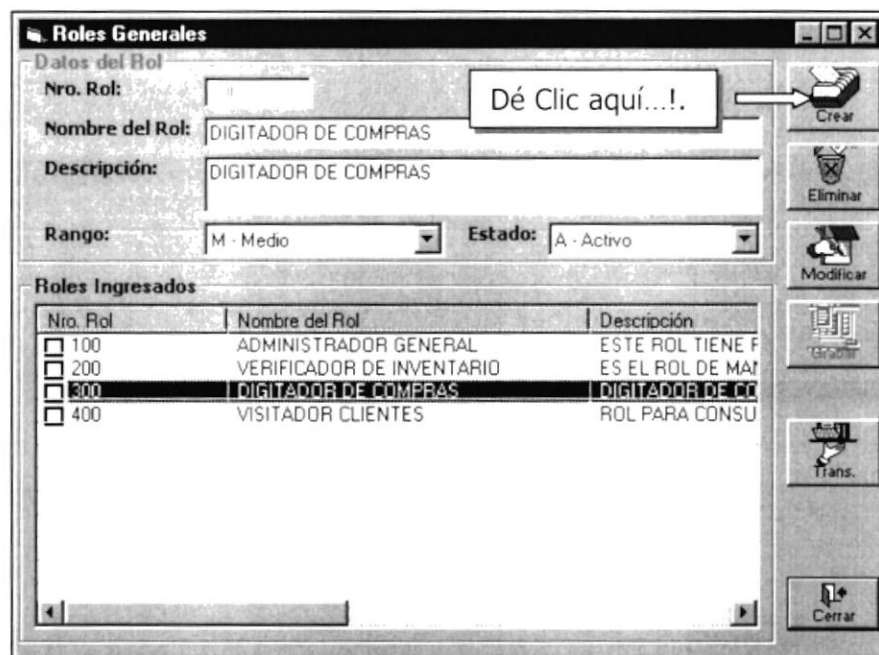 Roles Generales
Datos del Rol
Nro. Rol:
Dé Clic aquí...!.
Crear
Nombre del Rol: DIGITADOR DE COMPRAS
Descripción: DIGITADOR DE COMPRAS
Eliminar
Rango: M - Medio Estado: A - Activo
Modificar
Roles Ingresados
Nro. Rol Nombre del Rol Descripción
100 ADMINISTRADOR GENERAL ESTE ROL TIENE
200 VERIFICADOR DE INVENTARIO ES EL ROL DE
300 DIGITADOR DE COMPRAS DIGITADOR DE CO
400 VISITADOR CLIENTES ROL PARA CONSU
Grabar
Trans.
Cerrar